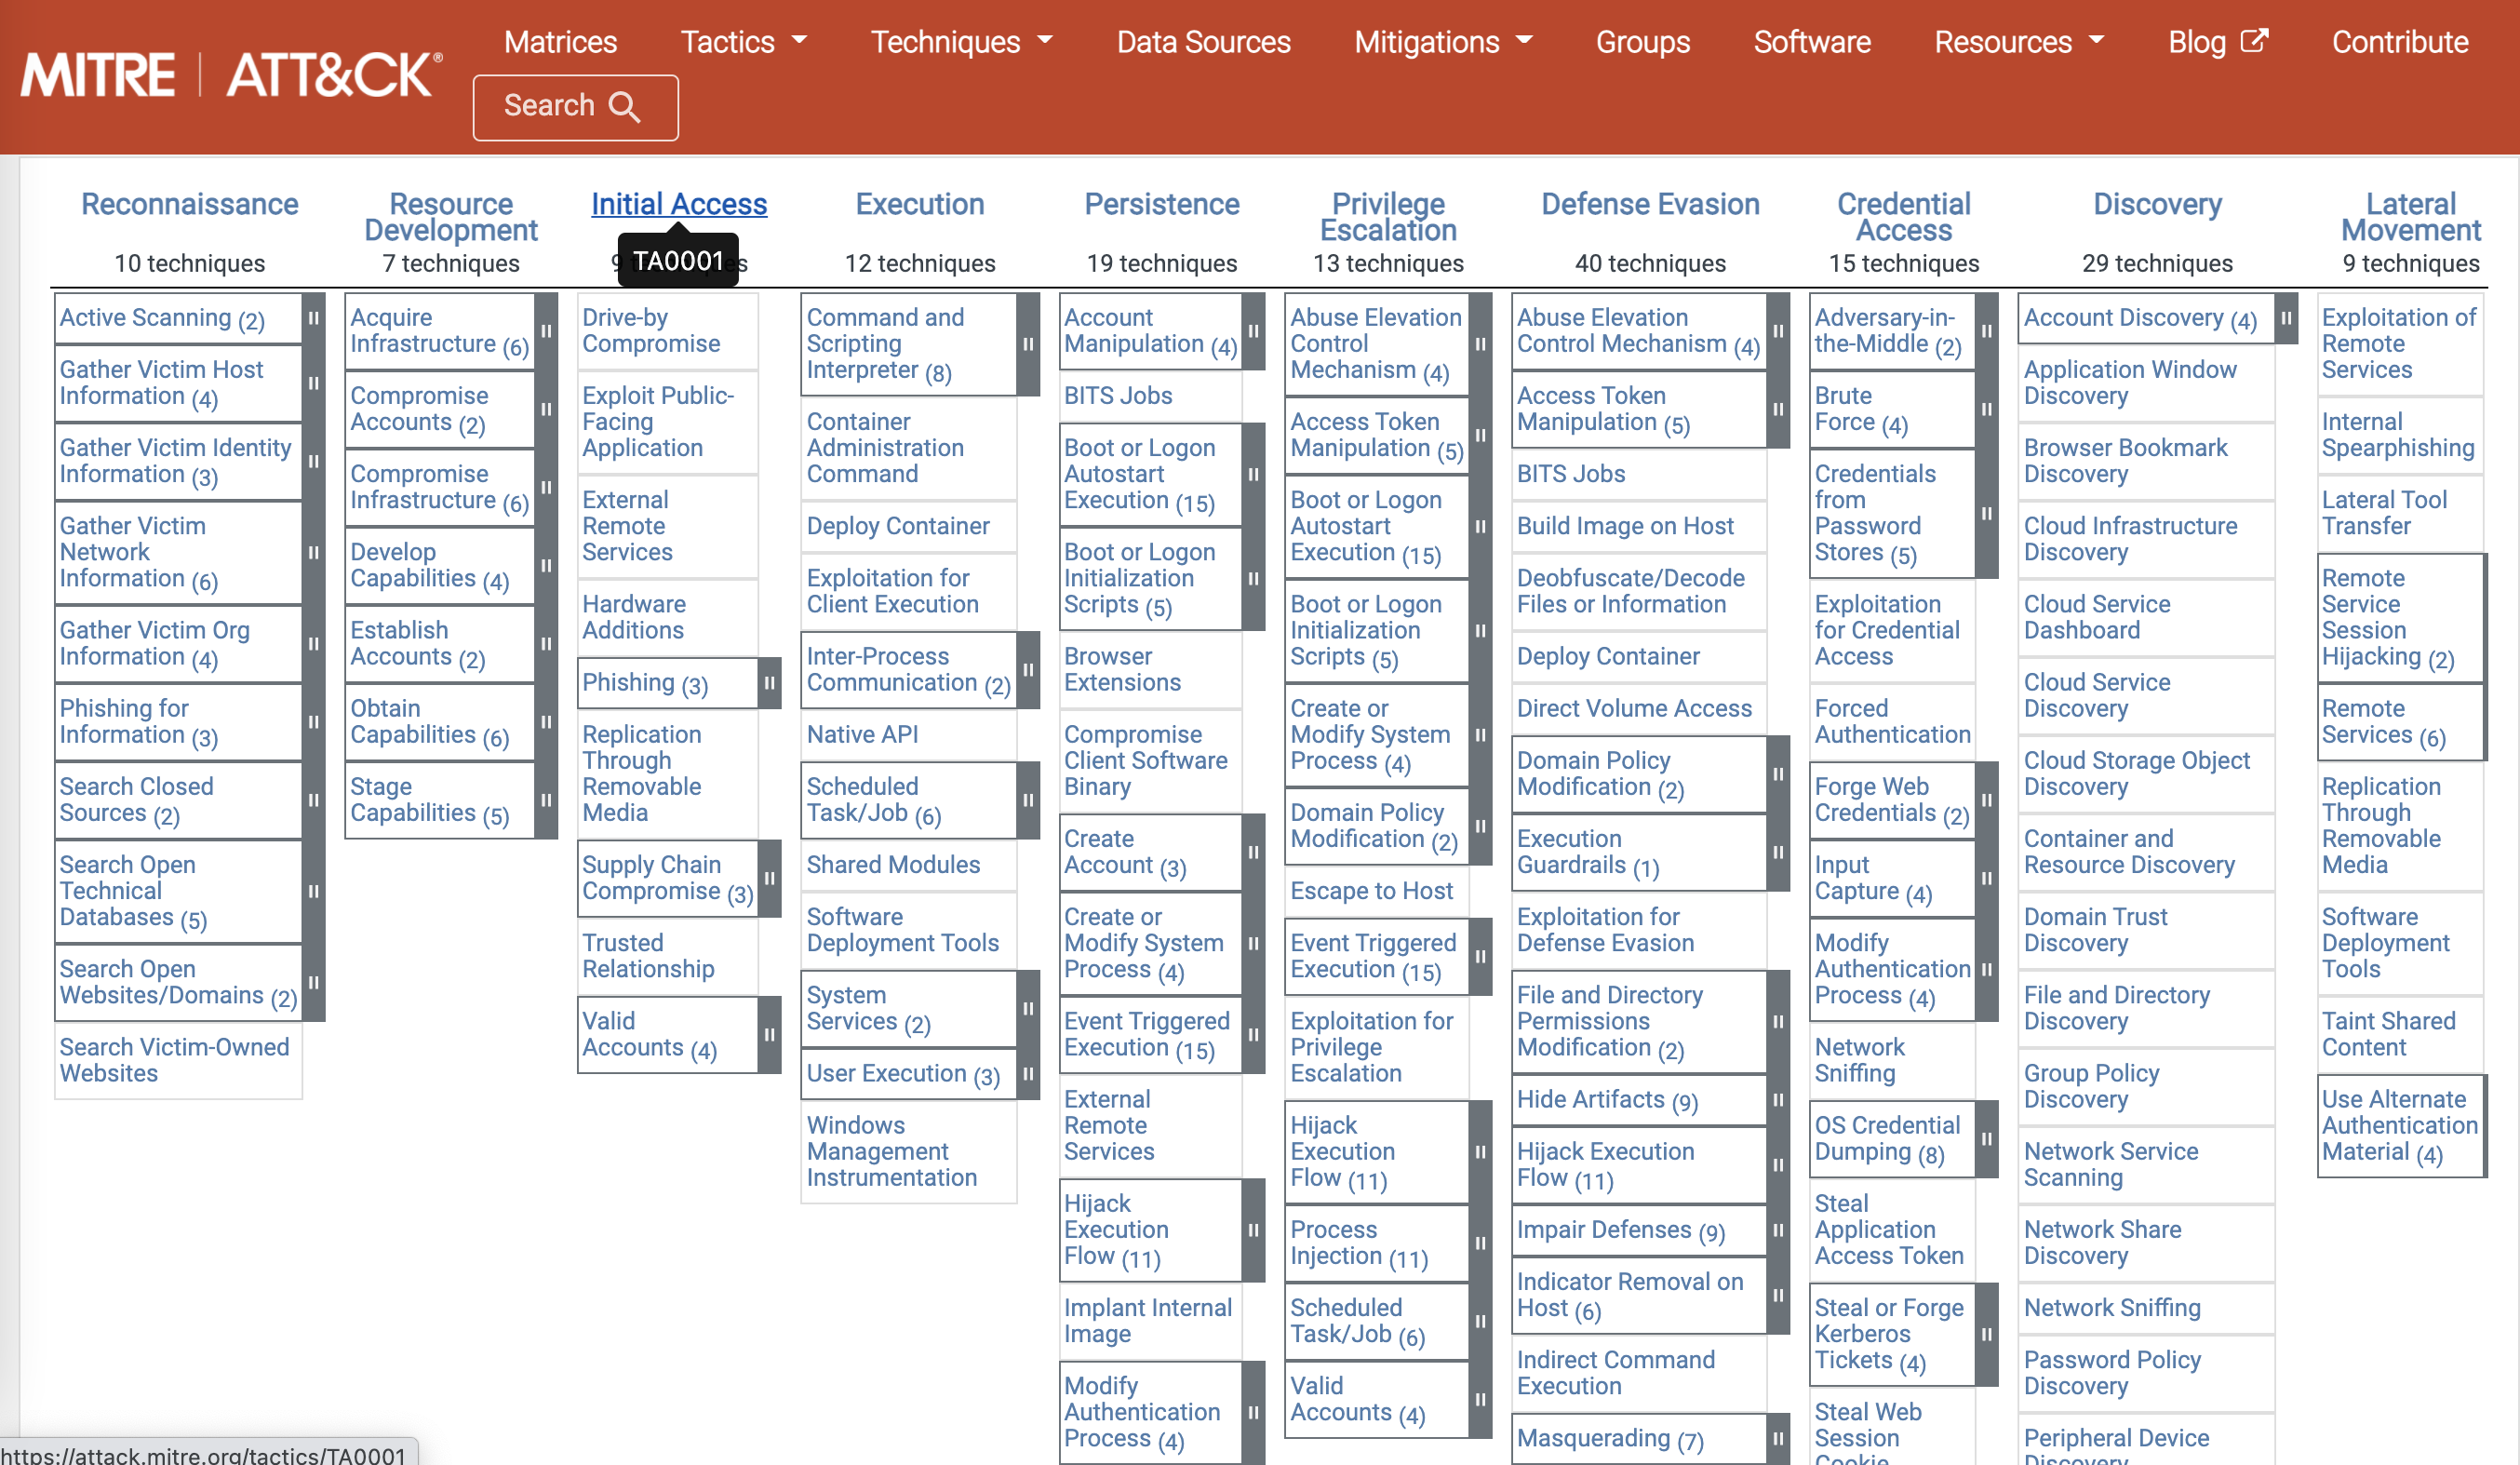 MITRE | ATT&CK®
Matrices
Tactics
Techniques
Data Sources
Mitigations
Groups
Software
Resources
Blog
Contribute
Search
Reconnaissance
10 techniques
Active Scanning (2)
Gather Victim Host
Information (4)
Gather Victim Identity
Information (3)
Gather Victim
Network
Information (6)
Gather Victim Org
Information (4)
Phishing for
Information (3)
Search Closed
Sources (2)
Search Open
Technical
Databases (5)
Search Open
Websites/Domains (2)
Search Victim-Owned
Websites
Resource
Development
7 techniques
Acquire
Infrastructure (6)
Compromise
Accounts (2)
Compromise
Infrastructure (6)
Develop
Capabilities (4)
Establish
Accounts (2)
Obtain
Capabilities (6)
Stage
Capabilities (5)
Initial Access
TA0001
Drive-by
Compromise
Exploit Public-
Facing
Application
External
Remote
Services
Hardware
Additions
Phishing (3)
Replication
Through
Removable
Media
Supply Chain
Compromise (3)
Trusted
Relationship
Valid
Accounts (4)
Execution
12 techniques
Command and
Scripting
Interpreter (8)
Container
Administration
Command
Deploy Container
Exploitation for
Client Execution
Inter-Process
Communication (2)
Native API
Scheduled
Task/Job (6)
Shared Modules
Software
Deployment Tools
System
Services (2)
User Execution (3)
Windows
Management
Instrumentation
Persistence
19 techniques
Account
Manipulation (4)
BITS Jobs
Boot or Logon
Autostart
Execution (15)
Boot or Logon
Initialization
Scripts (5)
Browser
Extensions
Compromise
Client Software
Binary
Create
Account (3)
Create or
Modify System
Process (4)
Event Triggered
Execution (15)
External
Remote
Services
Hijack
Execution
Flow (11)
Implant Internal
Image
Modify
Authentication
Process (4)
Privilege
Escalation
13 techniques
Abuse Elevation
Control
Mechanism (4)
Access Token
Manipulation (5)
Boot or Logon
Autostart
Execution (15)
Boot or Logon
Initialization
Scripts (5)
Create or
Modify System
Process (4)
Domain Policy
Modification (2)
Escape to Host
Event Triggered
Execution (15)
Exploitation for
Privilege
Escalation
Hijack
Execution
Flow (11)
Process
Injection (11)
Scheduled
Task/Job (6)
Valid
Accounts (4)
Defense Evasion
40 techniques
Abuse Elevation
Control Mechanism (4)
Access Token
Manipulation (5)
BITS Jobs
Build Image on Host
Deobfuscate/Decode
Files or Information
Deploy Container
Direct Volume Access
Domain Policy
Modification (2)
Execution
Guardrails (1)
Exploitation for
Defense Evasion
File and Directory
Permissions
Modification (2)
Hide Artifacts (9)
Hijack Execution
Flow (11)
Impair Defenses (9)
Indicator Removal on
Host (6)
Indirect Command
Execution
Masquerading (7)
Credential
Access
15 techniques
Adversary-in-
the-Middle (2)
Brute
Force (4)
Credentials
from
Password
Stores (5)
Exploitation
for Credential
Access
Forced
Authentication
Forge Web
Credentials (2)
Input
Capture (4)
Modify
Authentication
Process (4)
Network
Sniffing
OS Credential
Dumping (8)
Steal
Application
Access Token
Steal or Forge
Kerberos
Tickets (4)
Steal Web
Session
Cookie
Discovery
29 techniques
Account Discovery (4)
Application Window
Discovery
Browser Bookmark
Discovery
Cloud Infrastructure
Discovery
Cloud Service
Dashboard
Cloud Service
Discovery
Cloud Storage Object
Discovery
Container and
Resource Discovery
Domain Trust
Discovery
File and Directory
Discovery
Group Policy
Discovery
Network Service
Scanning
Network Share
Discovery
Network Sniffing
Password Policy
Discovery
Peripheral Device
Discovery
Lateral
Movement
9 techniques
Exploitation of
Remote
Services
Internal
Spearphishing
Lateral Tool
Transfer
Remote
Service
Session
Hijacking (2)
Remote
Services (6)
Replication
Through
Removable
Media
Software
Deployment
Tools
Taint Shared
Content
Use Alternate
Authentication
Material (4)
https://attack.mitre.org/tactics/TA0001